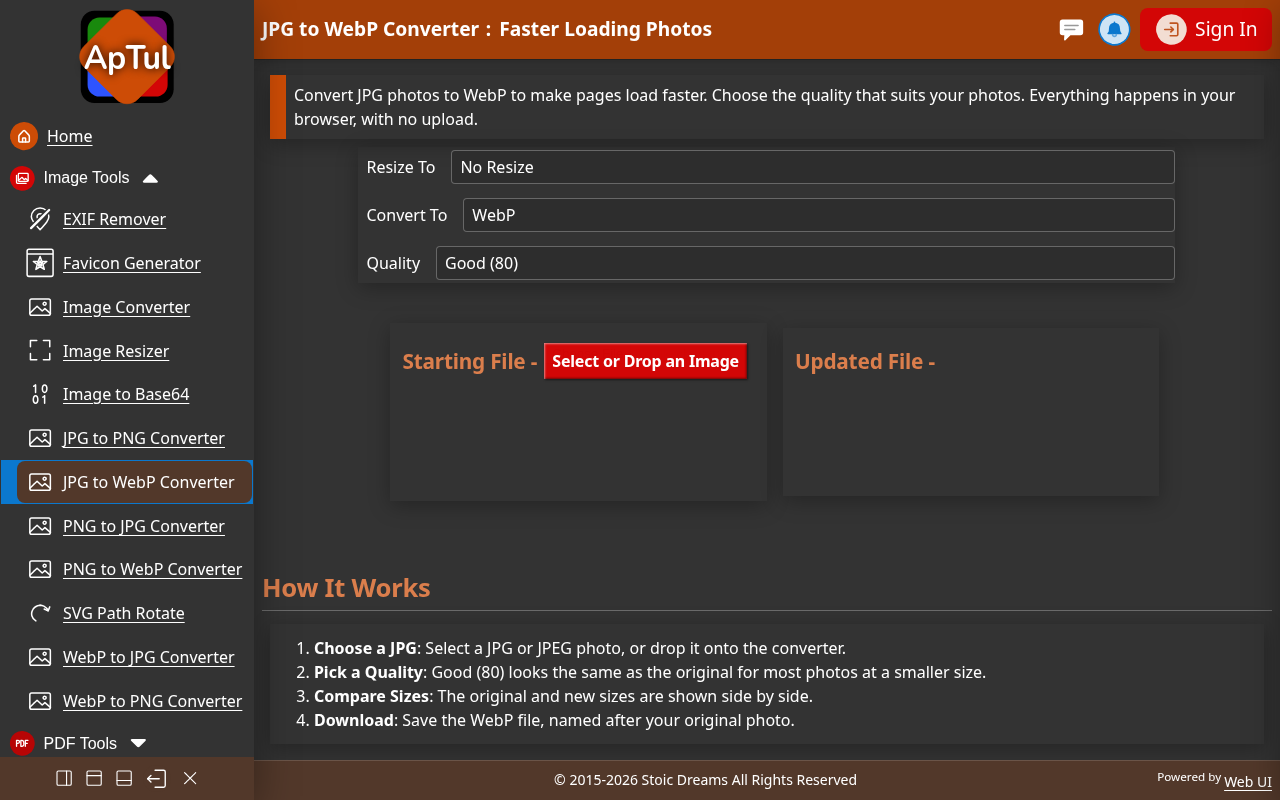 ApTul
Home
Image Tools
EXIF Remover
Favicon Generator
Image Converter
Image Resizer
Image to Base64
JPG to PNG Converter
JPG to WebP Converter
PNG to JPG Converter
PNG to WebP Converter
SVG Path Rotate
WebP to JPG Converter
WebP to PNG Converter
PDF
PDF Tools
JPG to WebP Converter : Faster Loading Photos
Sign In
Convert JPG photos to WebP to make pages load faster. Choose the quality that suits your photos. Everything happens in your
browser, with no upload.
Resize To No Resize
Convert To WebP
Quality Good (80)
Starting File - Select or Drop an Image
Updated File -
How It Works
1. Choose a JPG: Select a JPG or JPEG photo, or drop it onto the converter.
2. Pick a Quality: Good (80) looks the same as the original for most photos at a smaller size.
3. Compare Sizes: The original and new sizes are shown side by side.
4. Download: Save the WebP file, named after your original photo.
© 2015-2026 Stoic Dreams All Rights Reserved
Powered by Web UI